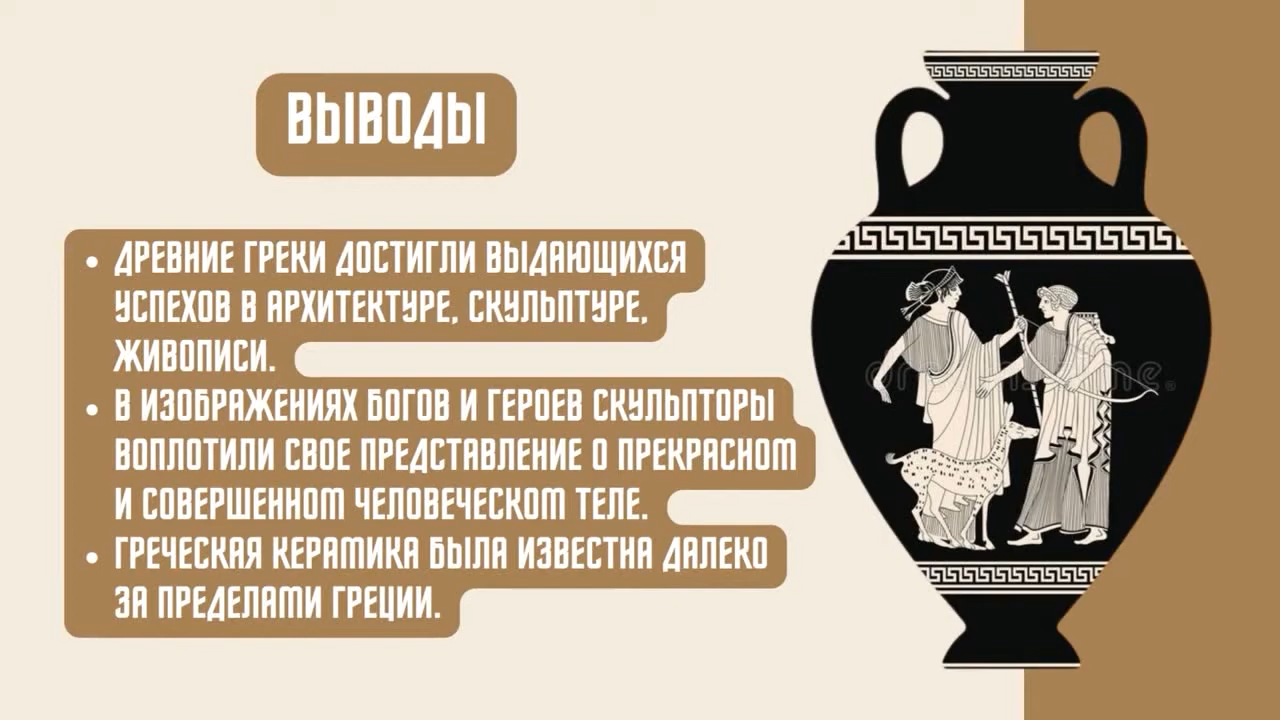 ВЫВОДЫ
• ДРЕВНИЕ ГРЕКИ ДОСТИГЛИ ВЫДАЮЩИХСЯ
УСПЕХОВ В АРХИТЕКТУРЕ, СКУЛЬПТУРЕ,
ЖИВОПИСИ.
• В ИЗОБРАЖЕНИЯХ БОГОВ И ГЕРОЕВ СКУЛЬПТОРЫ
ВОПЛОТИЛИ СВОЕ ПРЕДСТАВЛЕНИЕ О ПРЕКРАСНОМ
И СОВЕРШЕННОМ ЧЕЛОВЕЧЕСКОМ ТЕЛЕ.
• ГРЕЧЕСКАЯ КЕРАМИКА БЫЛА ИЗВЕСТНА ДАЛЕКО
ЗА ПРЕДЕЛАМИ ГРЕЦИИ.